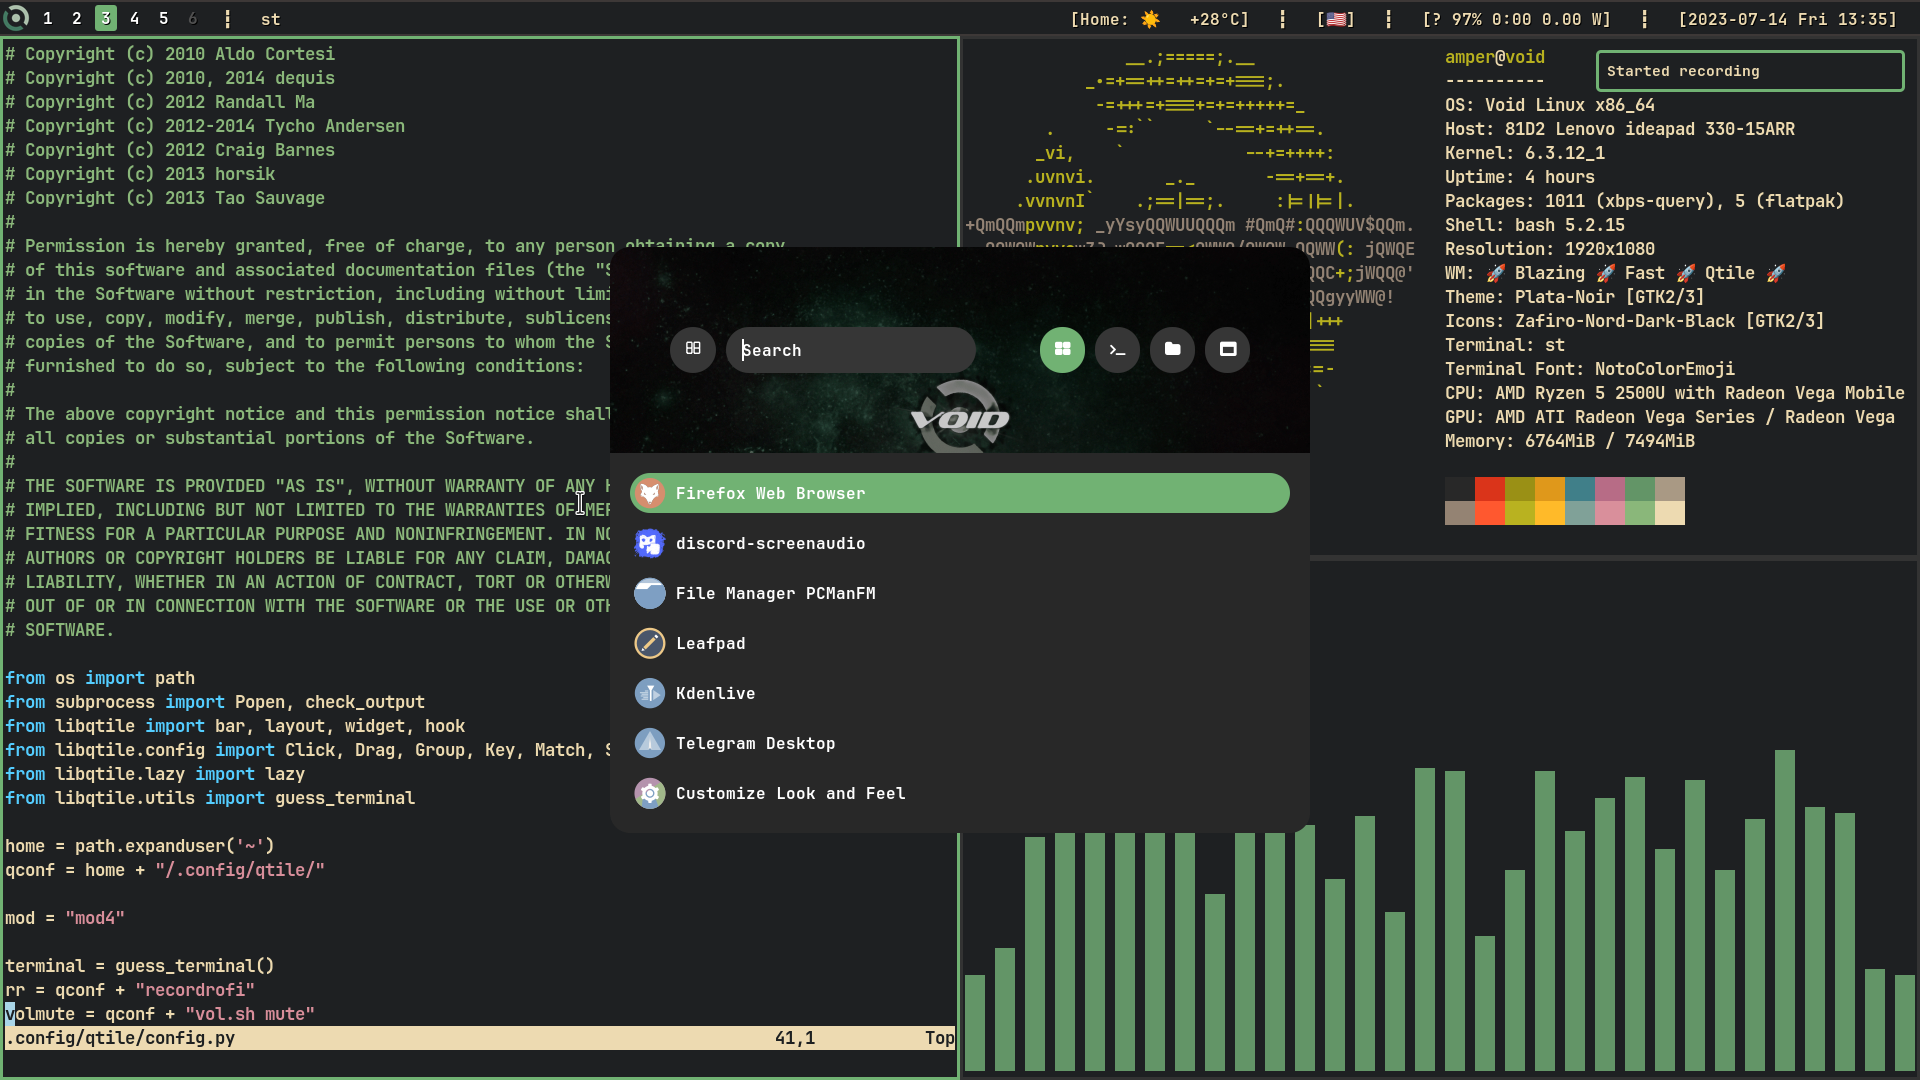 1 2 3 4 5 6 ┇ st
[Home: ☀️ +28°C] ┇ [🇺🇸] ┇ [? 97% 0:00 0.00 W] ┇ [2023-07-14 Fri 13:35]
# Copyright (c) 2010 Aldo Cortesi
# Copyright (c) 2010, 2014 dequis
# Copyright (c) 2012 Randall Ma
# Copyright (c) 2012-2014 Tycho Andersen
# Copyright (c) 2012 Craig Barnes
# Copyright (c) 2013 horsik
# Copyright (c) 2013 Tao Sauvage
#
# Permission is hereby granted, free of charge, to any person obtaining a copy
# of this software and associated documentation files (the "S
# in the Software without restriction, including without limi
# to use, copy, modify, merge, publish, distribute, sublicens
# copies of the Software, and to permit persons to whom the S
# furnished to do so, subject to the following conditions:
#
# The above copyright notice and this permission notice shall
# all copies or substantial portions of the Software.
#
# THE SOFTWARE IS PROVIDED "AS IS", WITHOUT WARRANTY OF ANY K
# IMPLIED, INCLUDING BUT NOT LIMITED TO THE WARRANTIES OF MER
# FITNESS FOR A PARTICULAR PURPOSE AND NONINFRINGEMENT. IN NO
# AUTHORS OR COPYRIGHT HOLDERS BE LIABLE FOR ANY CLAIM, DAMAG
# LIABILITY, WHETHER IN AN ACTION OF CONTRACT, TORT OR OTHERW
# OUT OF OR IN CONNECTION WITH THE SOFTWARE OR THE USE OR OTH
# SOFTWARE.
from os import path
from subprocess import Popen, check_output
from libqtile import bar, layout, widget, hook
from libqtile.config import Click, Drag, Group, Key, Match, S
from libqtile.lazy import lazy
from libqtile.utils import guess_terminal
home = path.expanduser('~')
qconf = home + "/.config/qtile/"
mod = "mod4"
terminal = guess_terminal()
rr = qconf + "recordrofi"
volmute = qconf + "vol.sh mute"
.config/qtile/config.py 41,1 Top
Search
VOID
Firefox Web Browser
discord-screenaudio
File Manager PCManFM
Leafpad
Kdenlive
Telegram Desktop
Customize Look and Feel
amper@void
----------
OS: Void Linux x86_64
Host: 81D2 Lenovo ideapad 330-15ARR
Kernel: 6.3.12_1
Uptime: 4 hours
Packages: 1011 (xbps-query), 5 (flatpak)
Shell: bash 5.2.15
Resolution: 1920x1080
WM: 🚀 Blazing 🚀 Fast 🚀 Qtile 🚀
Theme: Plata-Noir [GTK2/3]
Icons: Zafiro-Nord-Dark-Black [GTK2/3]
Terminal: st
Terminal Font: NotoColorEmoji
CPU: AMD Ryzen 5 2500U with Radeon Vega Mobile
GPU: AMD ATI Radeon Vega Series / Radeon Vega
Memory: 6764MiB / 7494MiB
Started recording